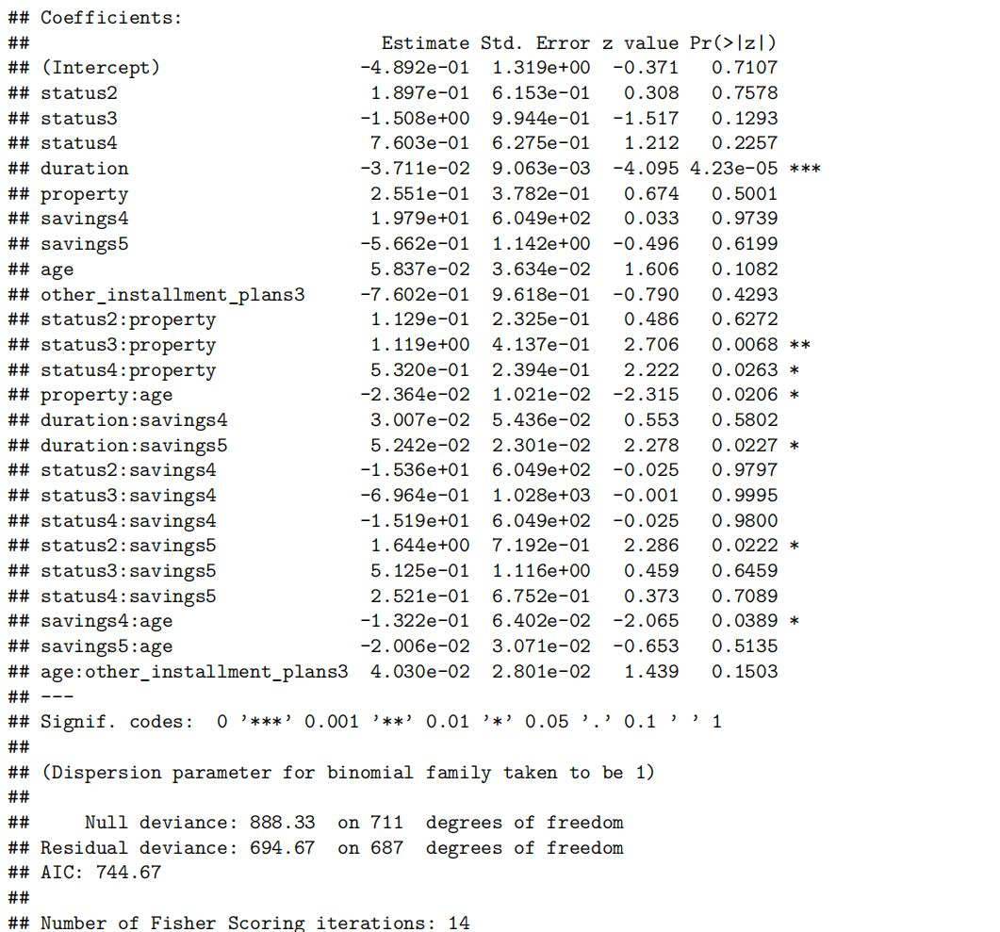 ## Coefficients:
##                               Estimate Std. Error z value Pr(>|z|)
## (Intercept)                 -4.892e-01  1.319e+00  -0.371   0.7107
## status2                      1.897e-01  6.153e-01   0.308   0.7578
## status3                     -1.508e+00  9.944e-01  -1.517   0.1293
## status4                      7.603e-01  6.275e-01   1.212   0.2257
## duration                    -3.711e-02  9.063e-03  -4.095 4.23e-05 ***
## property                     2.551e-01  3.782e-01   0.674   0.5001
## savings4                     1.979e+01  6.049e+02   0.033   0.9739
## savings5                    -5.662e-01  1.142e+00  -0.496   0.6199
## age                          5.837e-02  3.634e-02   1.606   0.1082
## other_installment_plans3    -7.602e-01  9.618e-01  -0.790   0.4293
## status2:property             1.129e-01  2.325e-01   0.486   0.6272
## status3:property             1.119e+00  4.137e-01   2.706   0.0068 **
## status4:property             5.320e-01  2.394e-01   2.222   0.0263 *
## property:age                -2.364e-02  1.021e-02  -2.315   0.0206 *
## duration:savings4            3.007e-02  5.436e-02   0.553   0.5802
## duration:savings5            5.242e-02  2.301e-02   2.278   0.0227 *
## status2:savings4            -1.536e+01  6.049e+02  -0.025   0.9797
## status3:savings4            -6.964e-01  1.028e+03  -0.001   0.9995
## status4:savings4            -1.519e+01  6.049e+02  -0.025   0.9800
## status2:savings5             1.644e+00  7.192e-01   2.286   0.0222 *
## status3:savings5             5.125e-01  1.116e+00   0.459   0.6459
## status4:savings5             2.521e-01  6.752e-01   0.373   0.7089
## savings4:age                -1.322e-01  6.402e-02  -2.065   0.0389 *
## savings5:age                -2.006e-02  3.071e-02  -0.653   0.5135
## age:other_installment_plans3  4.030e-02  2.801e-02   1.439   0.1503
## ---
## Signif. codes:  0 ’***’ 0.001 ’**’ 0.01 ’*’ 0.05 ’.’ 0.1 ’ ’ 1
##
## (Dispersion parameter for binomial family taken to be 1)
##
##     Null deviance: 888.33  on 711  degrees of freedom
## Residual deviance: 694.67  on 687  degrees of freedom
## AIC: 744.67
##
## Number of Fisher Scoring iterations: 14